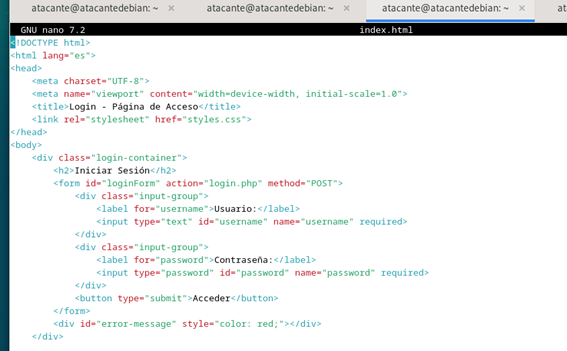 atacante@atacantedebian: ~ × atacante@atacantedebian: ~ × atacante@atacantedebian: ~ × at
GNU nano 7.2 index.html
<!DOCTYPE html>
<html lang="es">
<head>
    <meta charset="UTF-8">
    <meta name="viewport" content="width=device-width, initial-scale=1.0">
    <title>Login - Página de Acceso</title>
    <link rel="stylesheet" href="styles.css">
</head>
<body>
    <div class="login-container">
        <h2>Iniciar Sesión</h2>
        <form id="loginForm" action="login.php" method="POST">
            <div class="input-group">
                <label for="username">Usuario:</label>
                <input type="text" id="username" name="username" required>
            </div>
            <div class="input-group">
                <label for="password">Contraseña:</label>
                <input type="password" id="password" name="password" required>
            </div>
            <button type="submit">Acceder</button>
        </form>
        <div id="error-message" style="color: red;"></div>
    </div>